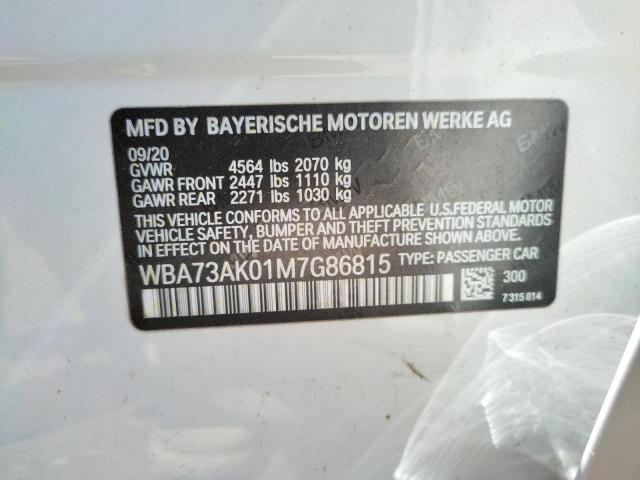 MFD BY BAYERISCHE MOTOREN WERKE AG
09/20
GVWR 4564 lbs 2070 kg
GAWR FRONT 2447 lbs 1110 kg
GAWR REAR 2271 lbs 1030 kg
THIS VEHICLE CONFORMS TO ALL APPLICABLE U.S.FEDERAL MOTOR
VEHICLE SAFETY, BUMPER AND THEFT PREVENTION STANDARDS
IN EFFECT ON THE DATE OF MANUFACTURE SHOWN ABOVE.
WBA73AK01M7G86815 TYPE: PASSENGER CAR
300
7315814